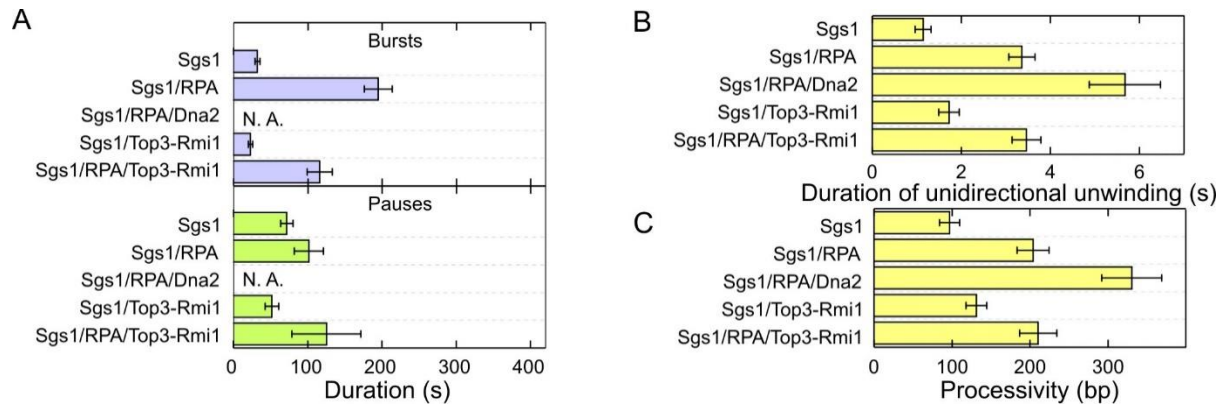 A
Bursts
Sgs1
Sgs1/RPA
Sgs1/RPA/Dna2
N. A.
Sgs1/Top3-Rmi1
Sgs1/RPA/Top3-Rmi1
Pauses
Sgs1
Sgs1/RPA
Sgs1/RPA/Dna2
N. A.
Sgs1/Top3-Rmi1
Sgs1/RPA/Top3-Rmi1
0 100 200 300 400
Duration (s)
B
Sgs1
Sgs1/RPA
Sgs1/RPA/Dna2
Sgs1/Top3-Rmi1
Sgs1/RPA/Top3-Rmi1
0 2 4 6
Duration of unidirectional unwinding (s)
C
Sgs1
Sgs1/RPA
Sgs1/RPA/Dna2
Sgs1/Top3-Rmi1
Sgs1/RPA/Top3-Rmi1
0 100 200 300
Processivity (bp)